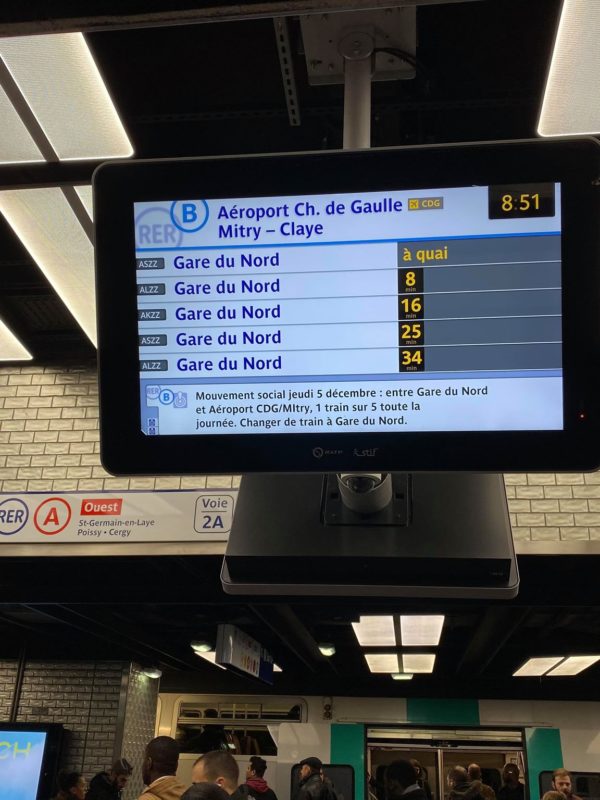 RER B Aéroport Ch. de Gaulle CDG
Mitry – Claye
8:51
ASZZ Gare du Nord à quai
ALZZ Gare du Nord 8 min
AKZZ Gare du Nord 16 min
ASZZ Gare du Nord 25 min
ALZZ Gare du Nord 34 min
RER B Mouvement social jeudi 5 décembre : entre Gare du Nord
et Aéroport CDG/MItry, 1 train sur 5 toute la
journée. Changer de train à Gare du Nord.
RATP
RER A Ouest
St-Germain-en-Laye
Poissy • Cergy
Voie
2A
CH